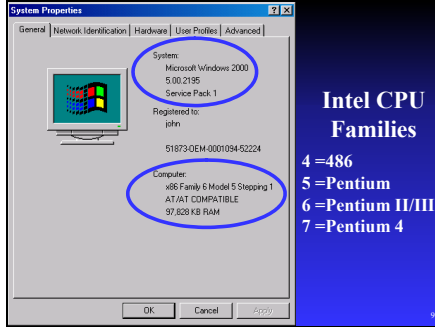 System Properties
General Network Identification Hardware User Profiles Advanced
System:
Microsoft Windows 2000
5.00.2195
Service Pack 1
Registered to:
john
51873-OEM-0001094-52224
Computer:
x86 Family 6 Model 5 Stepping 1
AT/AT COMPATIBLE
97,828 KB RAM
OK Cancel Apply
Intel CPU
Families
4 =486
5 =Pentium
6 =Pentium II/III
7 =Pentium 4
9